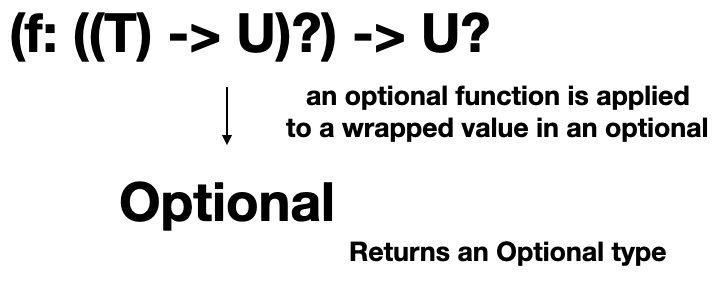 (f: ((T) -> U)?) -> U?
an optional function is applied
to a wrapped value in an optional
Optional
Returns an Optional type